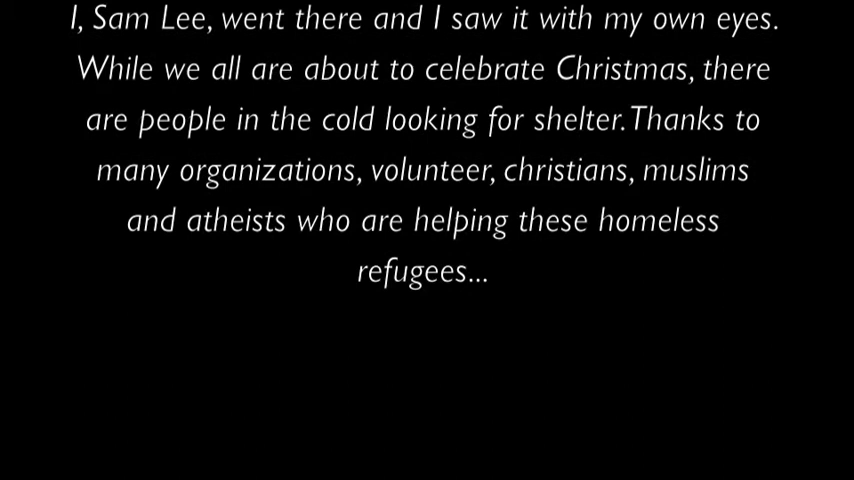 I, Sam Lee, went there and I saw it with my own eyes.
While we all are about to celebrate Christmas, there
are people in the cold looking for shelter. Thanks to
many organizations, volunteer, christians, muslims
and atheists who are helping these homeless
refugees...